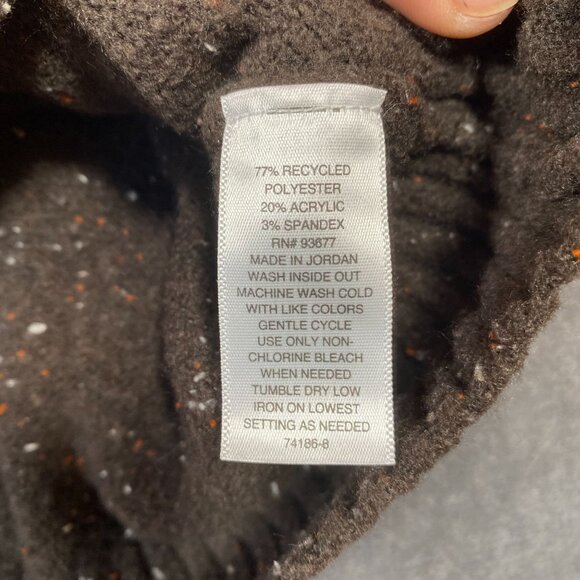 77% RECYCLED
POLYESTER
20% ACRYLIC
3% SPANDEX
RN# 93677
MADE IN JORDAN
WASH INSIDE OUT
MACHINE WASH COLD
WITH LIKE COLORS
GENTLE CYCLE
USE ONLY NON-
CHLORINE BLEACH
WHEN NEEDED
TUMBLE DRY LOW
IRON ON LOWEST
SETTING AS NEEDED
74186-8